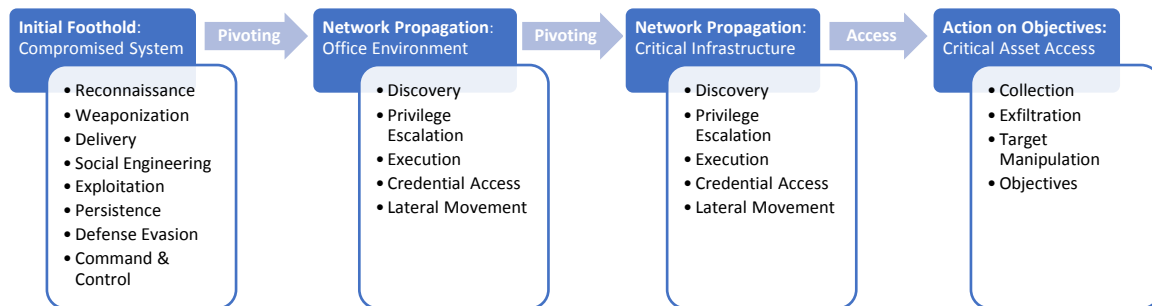 Initial Foothold:
Compromised System
• Reconnaissance
• Weaponization
• Delivery
• Social Engineering
• Exploitation
• Persistence
• Defense Evasion
• Command &
Control
Pivoting
Network Propagation:
Office Environment
• Discovery
• Privilege
Escalation
• Execution
• Credential Access
• Lateral Movement
Pivoting
Network Propagation:
Critical Infrastructure
• Discovery
• Privilege
Escalation
• Execution
• Credential Access
• Lateral Movement
Access
Action on Objectives:
Critical Asset Access
• Collection
• Exfiltration
• Target
Manipulation
• Objectives